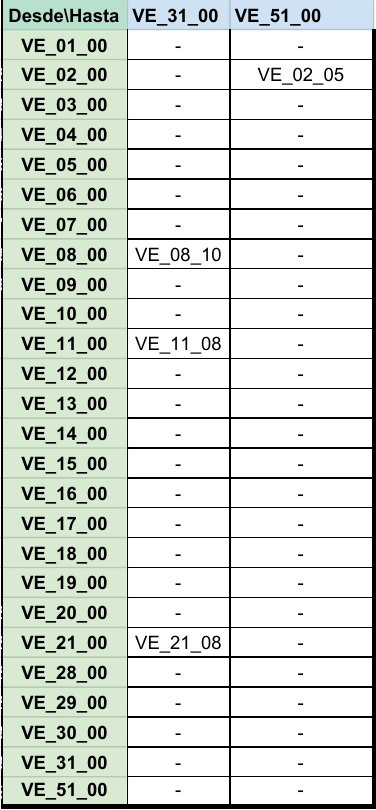 Desde\Hasta VE_31_00 VE_51_00
VE_01_00 - -
VE_02_00 - VE_02_05
VE_03_00 - -
VE_04_00 - -
VE_05_00 - -
VE_06_00 - -
VE_07_00 - -
VE_08_00 VE_08_10 -
VE_09_00 - -
VE_10_00 - -
VE_11_00 VE_11_08 -
VE_12_00 - -
VE_13_00 - -
VE_14_00 - -
VE_15_00 - -
VE_16_00 - -
VE_17_00 - -
VE_18_00 - -
VE_19_00 - -
VE_20_00 - -
VE_21_00 VE_21_08 -
VE_28_00 - -
VE_29_00 - -
VE_30_00 - -
VE_31_00 - -
VE_51_00 - -